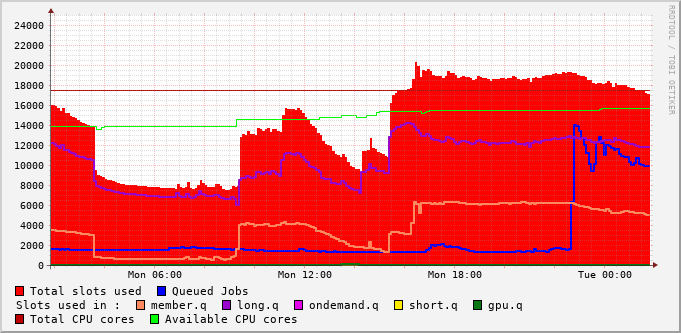 RRDTOOL / TOBI OETIKER
24000
22000
20000
18000
16000
14000
12000
10000
8000
6000
4000
2000
0
Mon 06:00 Mon 12:00 Mon 18:00 Tue 00:00
Total slots used Queued Jobs
Slots used in : member.q long.q ondemand.q short.q gpu.q
Total CPU cores Available CPU cores